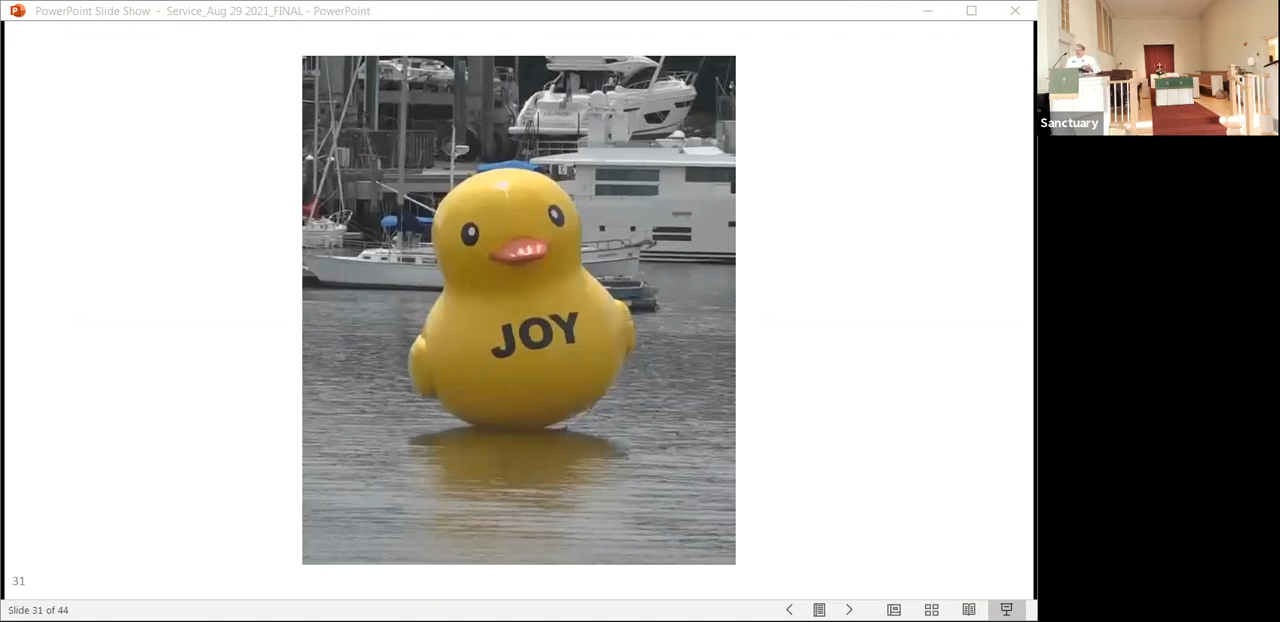 PowerPoint Slide Show - Service_Aug 29 2021_FINAL - PowerPoint
Sanctuary
JOY
31
Slide 31 of 44